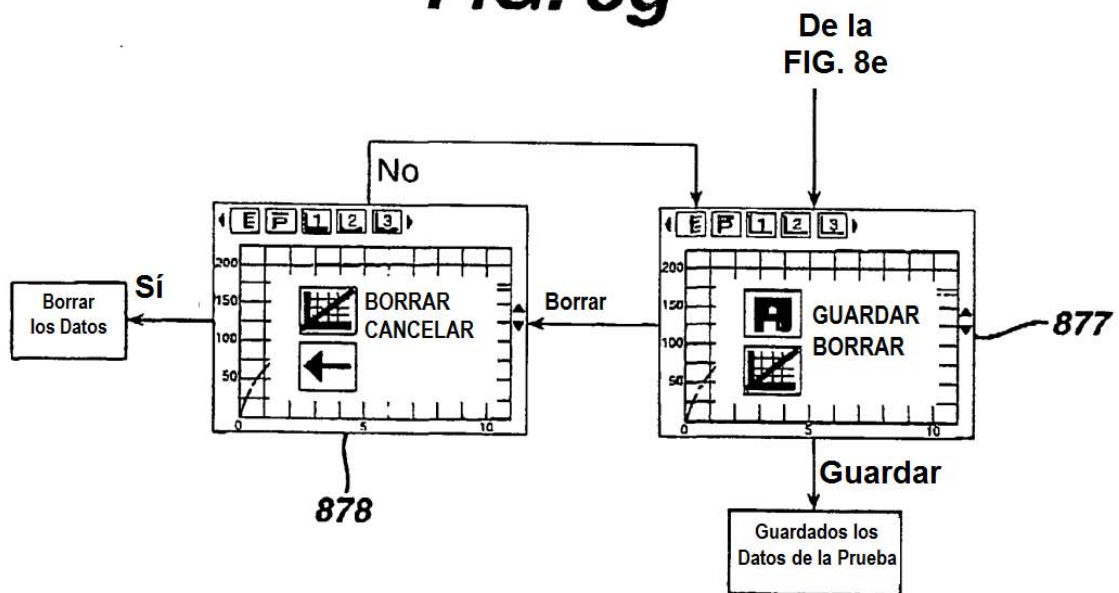 FIG. 8g
De la
FIG. 8e
No
E P 1 2 3
E P 1 2 3
200
150
100
50
0 5 10
BORRAR
CANCELAR
Sí
Borrar
los Datos
Borrar
200
150
100
50
0 5 10
GUARDAR
BORRAR
877
878
Guardar
Guardados los
Datos de la Prueba